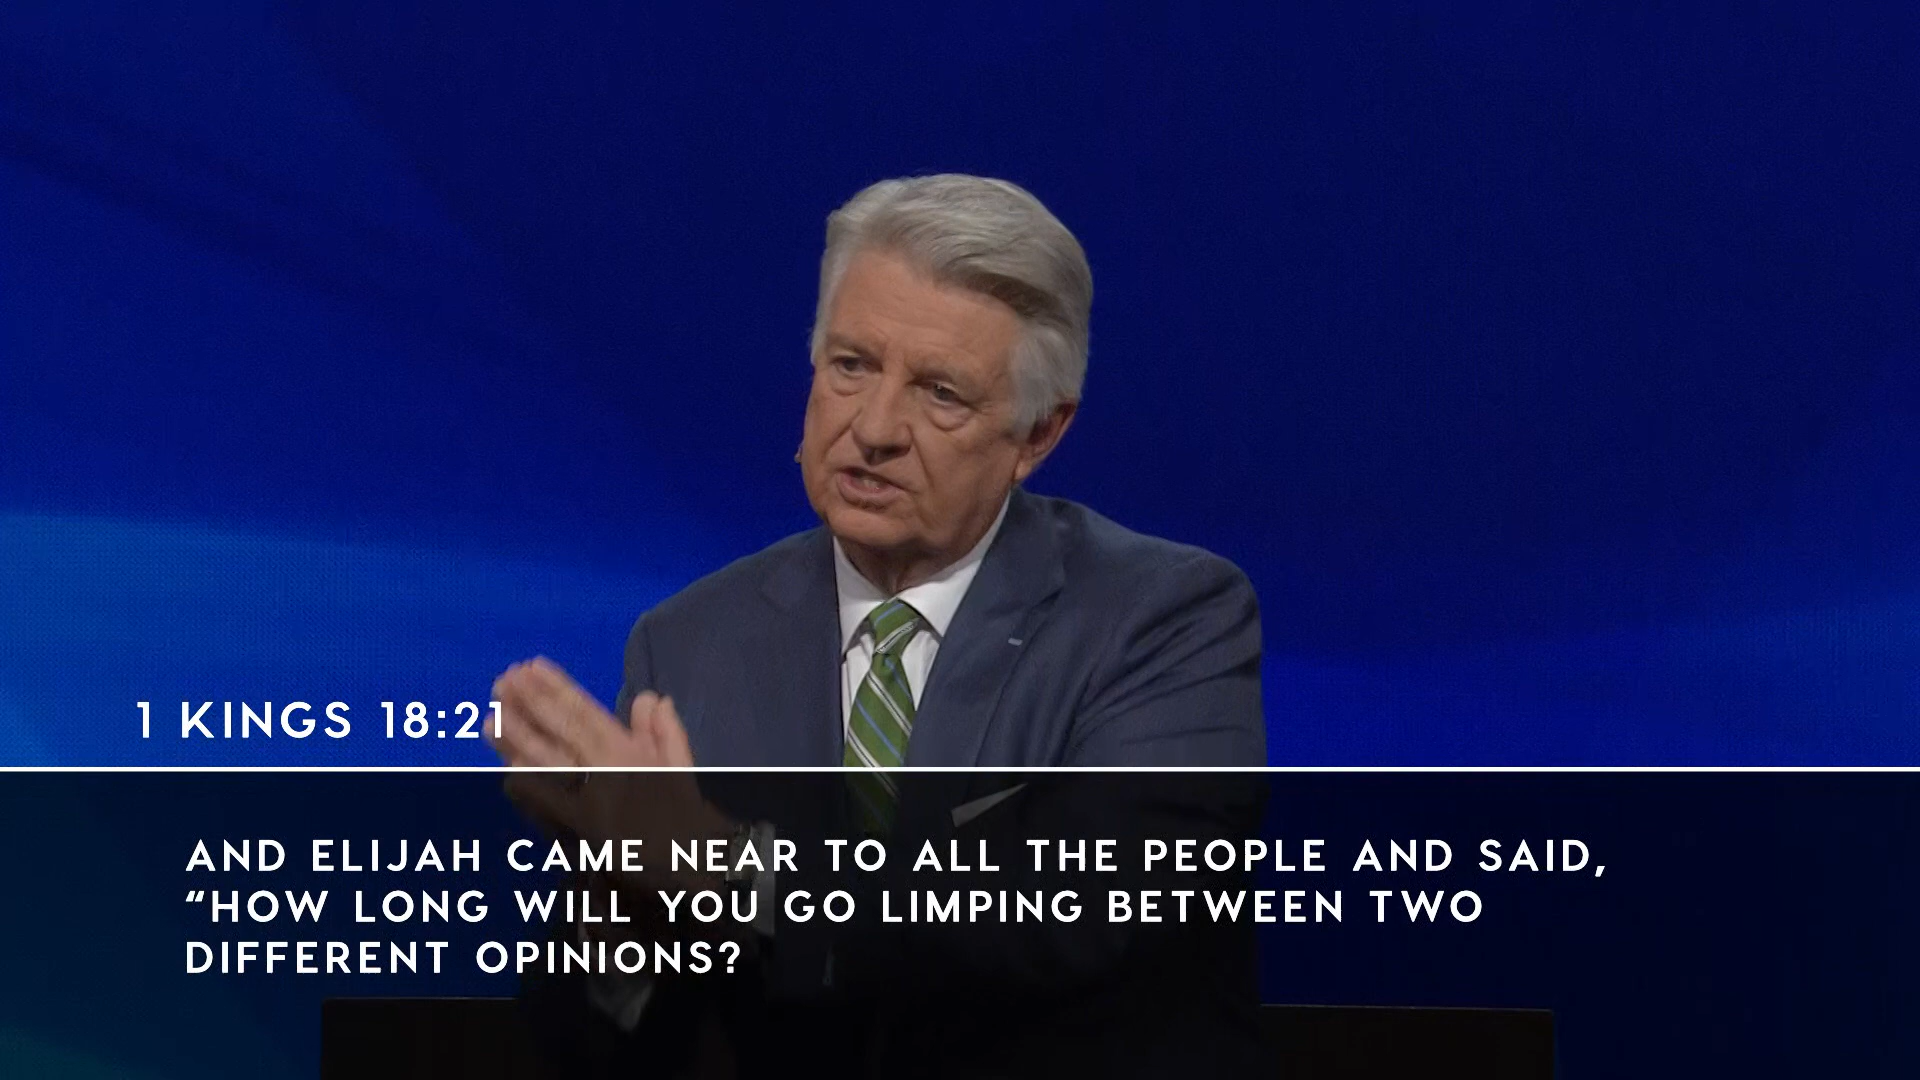 1 KINGS 18:21
AND ELIJAH CAME NEAR TO ALL THE PEOPLE AND SAID,
“HOW LONG WILL YOU GO LIMPING BETWEEN TWO
DIFFERENT OPINIONS?